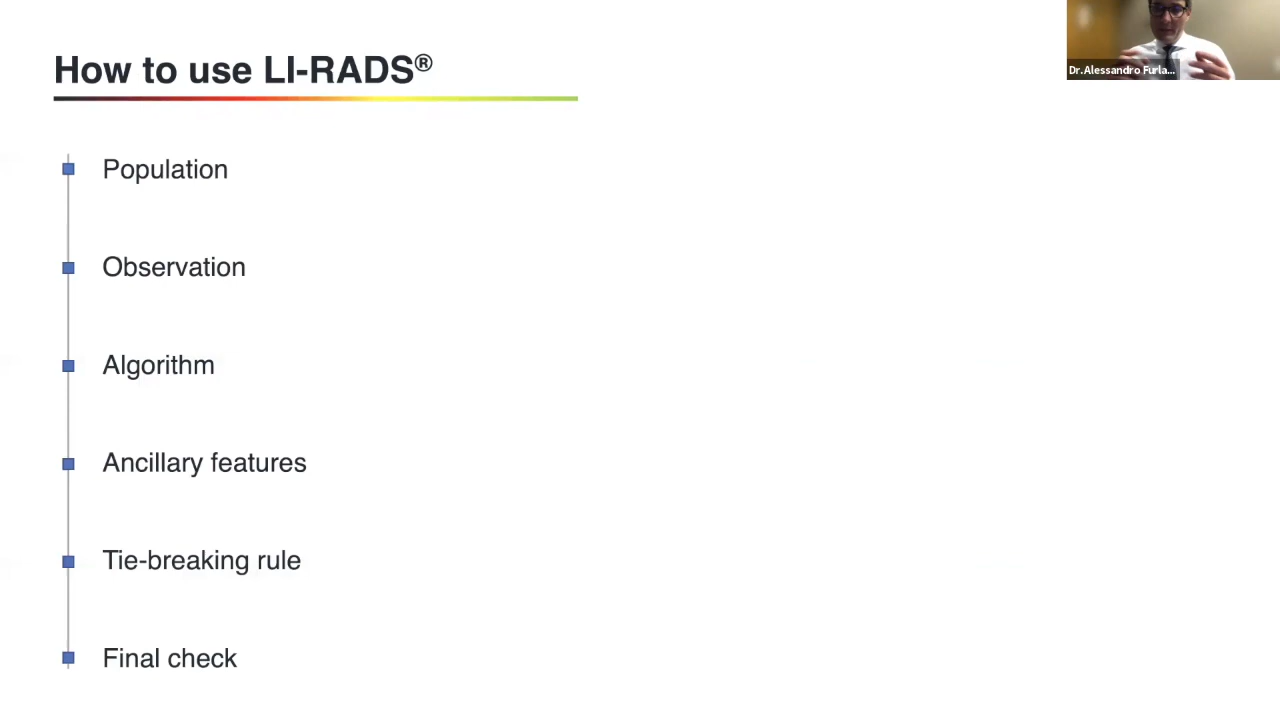 How to use LI-RADS®
Dr.Alessandro Furla...
Population
Observation
Algorithm
Ancillary features
Tie-breaking rule
Final check